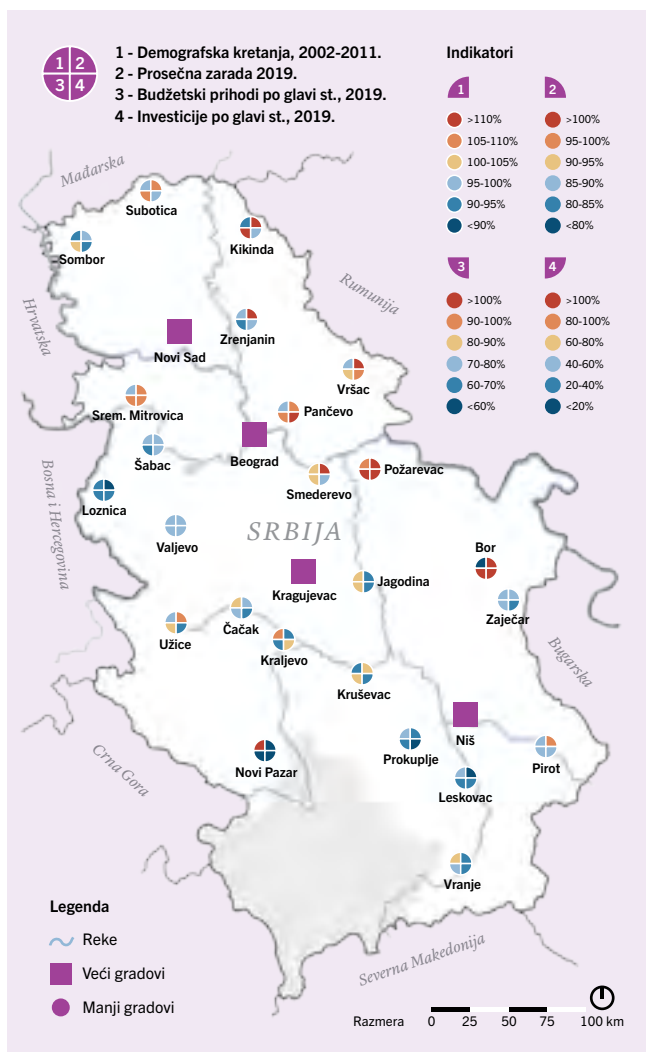 1 2
3 4
1 - Demografska kretanja, 2002-2011.
2 - Prosečna zarada 2019.
3 - Budžetski prihodi po glavi st., 2019.
4 - Investicije po glavi st., 2019.
Indikatori
1
>110%
105-110%
100-105%
95-100%
90-95%
<90%
2
>100%
95-100%
90-95%
85-90%
80-85%
<80%
3
>100%
90-100%
80-90%
70-80%
60-70%
<60%
4
>100%
80-100%
60-80%
40-60%
20-40%
<20%
Mađarska
Subotica
Kikinda
Sombor
Rumunija
Hrvatska
Zrenjanin
Novi Sad
Vršac
Srem. Mitrovica
Pančevo
Beograd
Šabac
Požarevac
Smederevo
Bosna i Hercegovina
Loznica
Valjevo
SRBIJA
Bor
Kragujevac
Jagodina
Zaječar
Čačak
Užice
Kraljevo
Bugarska
Kruševac
Niš
Prokuplje
Pirot
Novi Pazar
Crna Gora
Leskovac
Vranje
Severna Makedonija
Legenda
Reke
Veći gradovi
Manji gradovi
Razmera 0 25 50 75 100 km